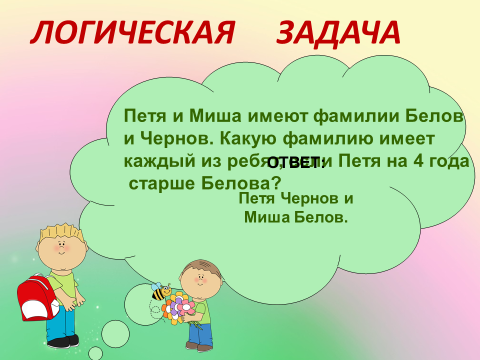 ЛОГИЧЕСКАЯ ЗАДАЧА
Петя и Миша имеют фамилии Белов
и Чернов. Какую фамилию имеет
каждый из и Петя на 4 года
ОТВЕТ:
старше Белова?
Петя Чернов и
Миша Белов.